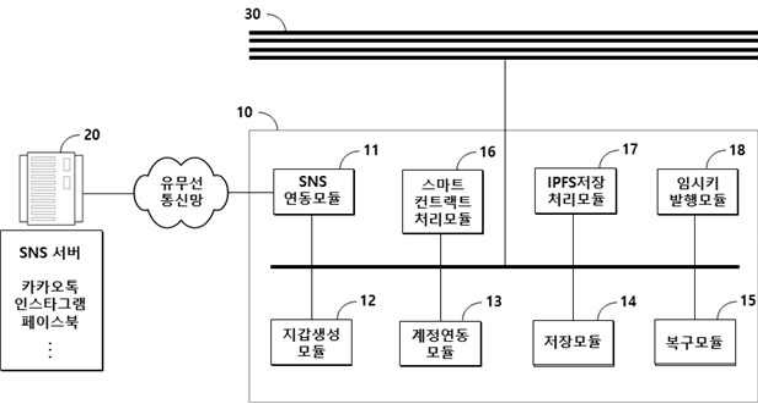 30
10
20
11
16
17
18
SNS
연동모듈
스마트
컨트랙트
처리모듈
IPFS저장
처리모듈
임시키
발행모듈
유무선
통신망
SNS 서버
카카오톡
인스타그램
페이스북
⋮
12
13
14
15
지갑생성
모듈
계정연동
모듈
저장모듈
복구모듈